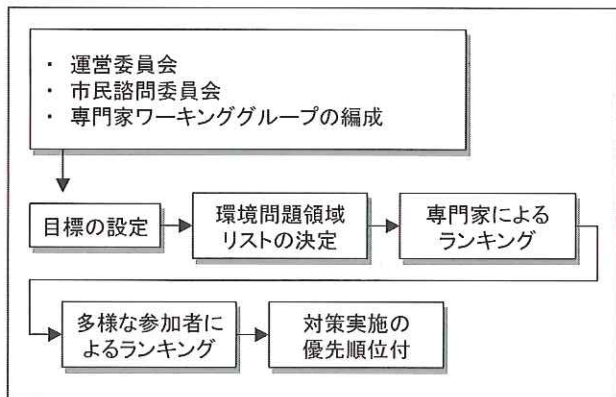 ・ 運営委員会
・ 市民諮問委員会
・ 専門家ワーキンググループの編成
目標の設定
環境問題領域
リストの決定
専門家による
ランキング
多様な参加者に
よるランキング
対策実施の
優先順位付